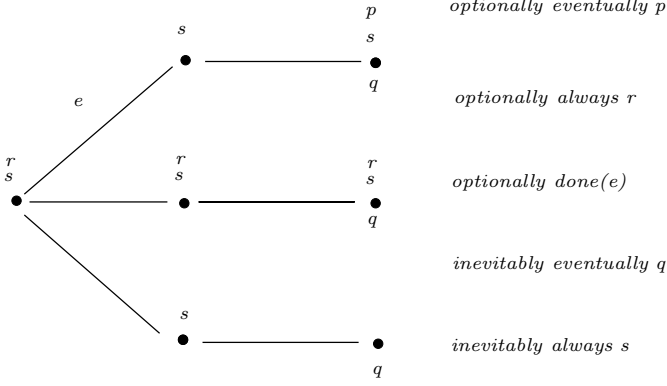 p
optionally eventually p
s
s
q
e
optionally always r
r
s
r
s
r
s
optionally done(e)
q
inevitably eventually q
s
inevitably always s
q